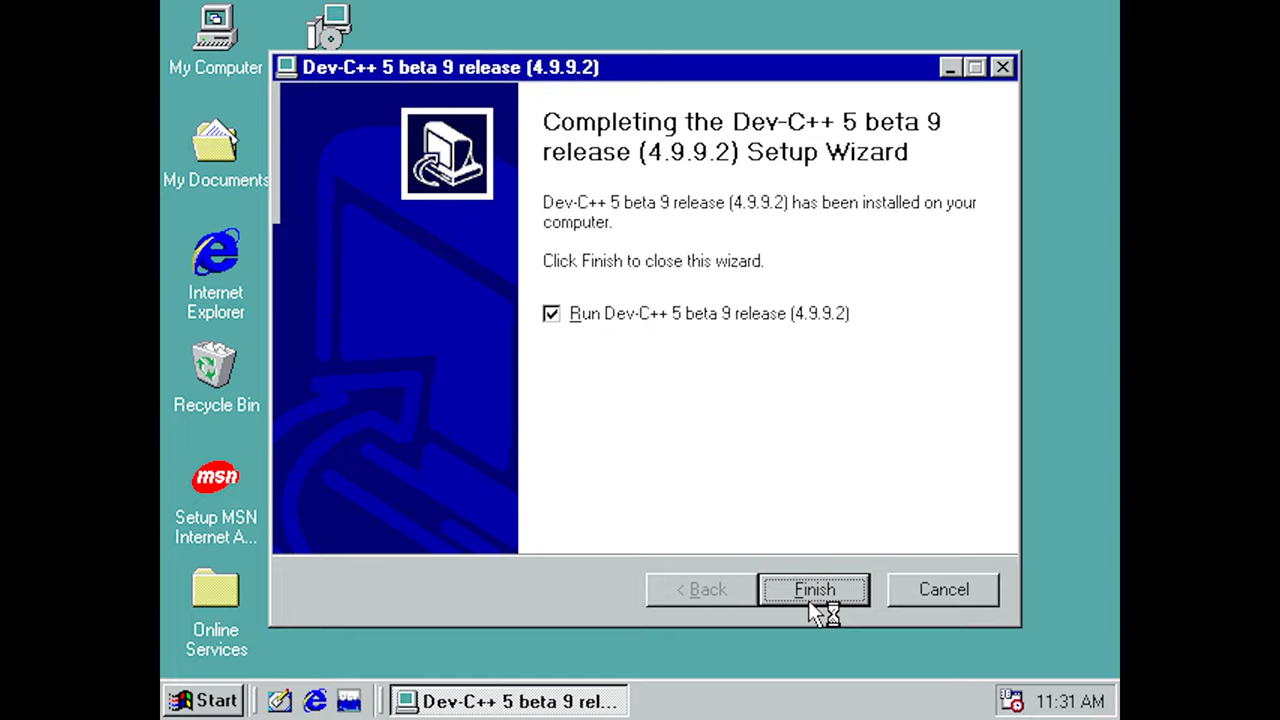 My Computer
My Documents
Internet
Explorer
Recycle Bin
msn
Setup MSN
Internet A...
Online
Services
Dev-C++ 5 beta 9 release (4.9.9.2)
Completing the Dev-C++ 5 beta 9
release (4.9.9.2) Setup Wizard
Dev-C++ 5 beta 9 release (4.9.9.2) has been installed on your
computer.
Click Finish to close this wizard.
Run Dev-C++ 5 beta 9 release (4.9.9.2)
< Back
Finish
Cancel
Start
Dev-C++ 5 beta 9 rel...
11:31 AM